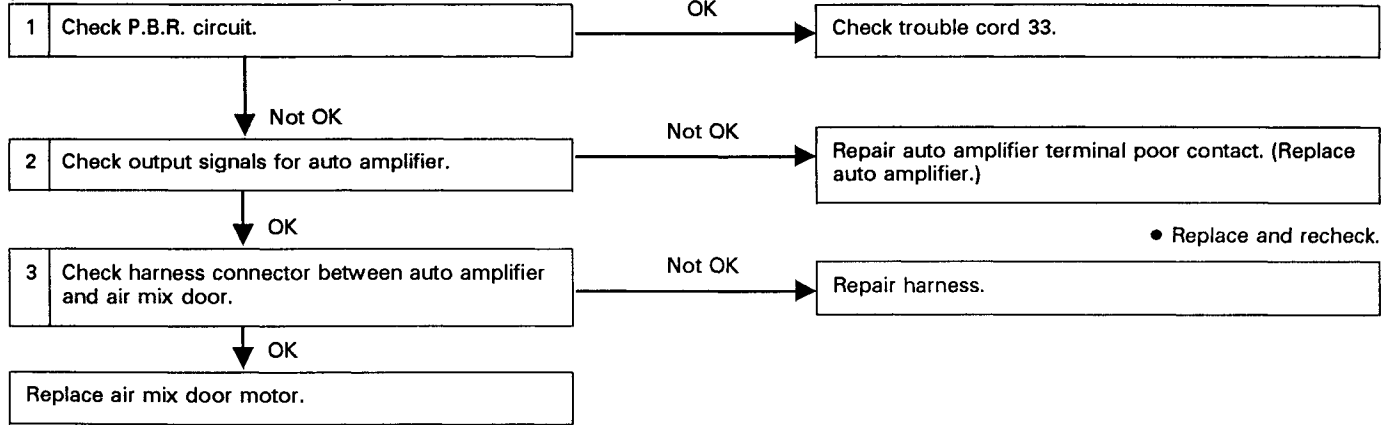 OK
1 Check P.B.R. circuit.
Check trouble cord 33.
Not OK
Not OK
2 Check output signals for auto amplifier.
Repair auto amplifier terminal poor contact. (Replace
auto amplifier.)
OK
● Replace and recheck.
3 Check harness connector between auto amplifier
and air mix door.
Not OK
Repair harness.
OK
Replace air mix door motor.